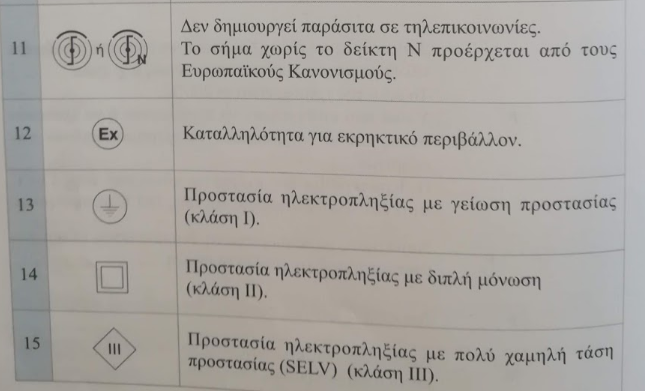 11 ή N Δεν δημιουργεί παράσιτα σε τηλεπικοινωνίες.
Το σήμα χωρίς το δείκτη Ν προέρχεται από τους
Ευρωπαϊκούς Κανονισμούς.
12 Ex Καταλληλότητα για εκρηκτικό περιβάλλον.
13 Προστασία ηλεκτροπληξίας με γείωση προστασίας
(κλάση Ι).
14 Προστασία ηλεκτροπληξίας με διπλή μόνωση
(κλάση ΙΙ).
15 III Προστασία ηλεκτροπληξίας με πολύ χαμηλή τάση
προστασίας (SELV) (κλάση ΙΙΙ).